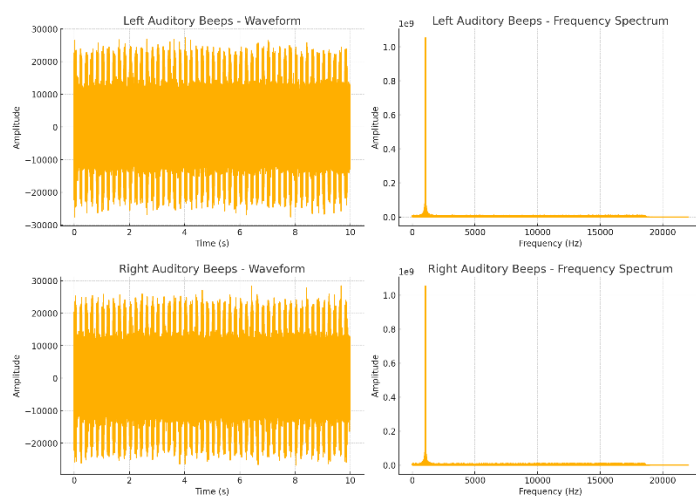 Left Auditory Beeps - Waveform
30000
20000
10000
0
−10000
−20000
−30000
Amplitude
0 2 4 6 8 10
Time (s)
Left Auditory Beeps - Frequency Spectrum
1e9
1.0
0.8
0.6
0.4
0.2
0.0
Amplitude
0 5000 10000 15000 20000
Frequency (Hz)
Right Auditory Beeps - Waveform
30000
20000
10000
0
−10000
−20000
Amplitude
0 2 4 6 8 10
Time (s)
Right Auditory Beeps - Frequency Spectrum
1e9
1.0
0.8
0.6
0.4
0.2
0.0
Amplitude
0 5000 10000 15000 20000
Frequency (Hz)